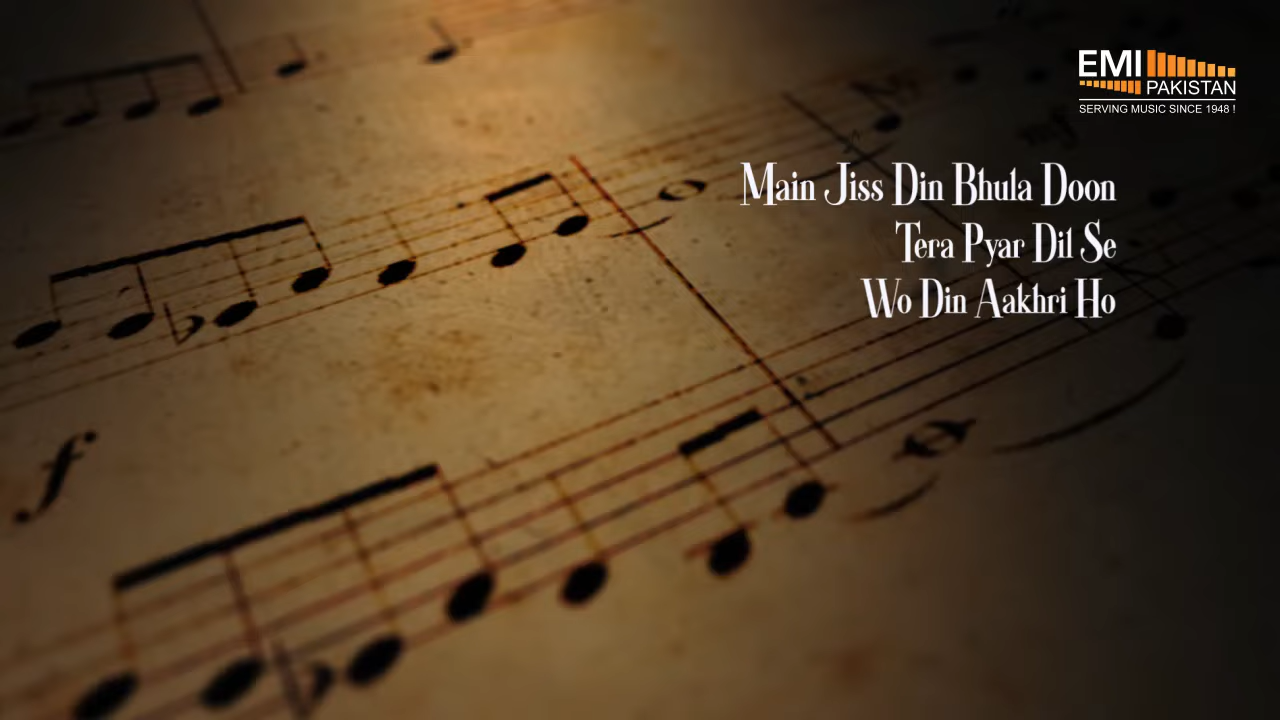 EMI
PAKISTAN
SERVING MUSIC SINCE 1948 !
Main Jiss Din Bhula Doon
Tera Pyar Dil Se
Wo Din Aakhri Ho
f